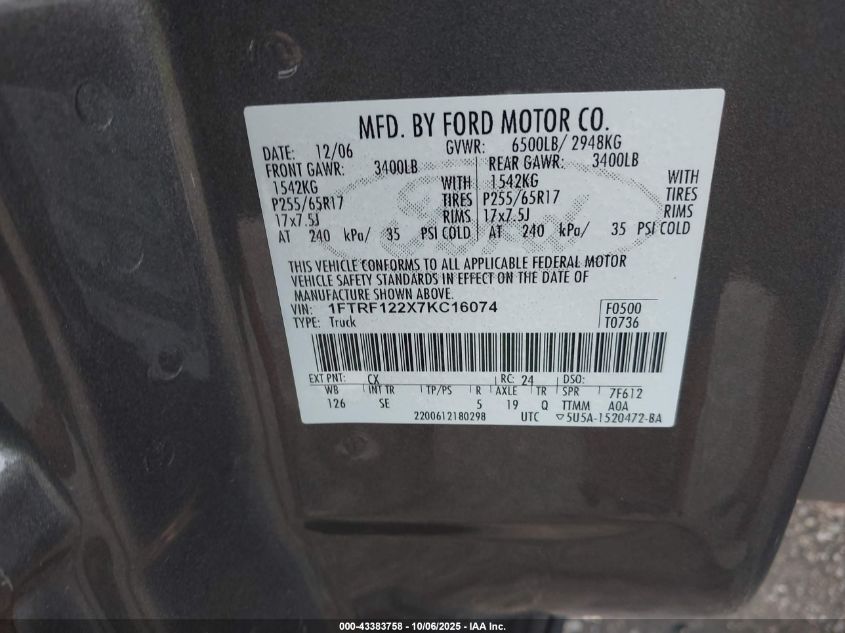 MFD. BY FORD MOTOR CO.
DATE: 12/06 GVWR: 6500LB/ 2948KG
FRONT GAWR: 3400LB REAR GAWR: 3400LB
1542KG WITH 1542KG WITH
P255/65R17 TIRES P255/65R17 TIRES
17x7.5J RIMS 17x7.5J RIMS
AT 240 kPa/ 35 PSI COLD AT 240 kPa/ 35 PSI COLD
THIS VEHICLE CONFORMS TO ALL APPLICABLE FEDERAL MOTOR
VEHICLE SAFETY STANDARDS IN EFFECT ON THE DATE OF
MANUFACTURE SHOWN ABOVE.
VIN: 1FTRF122X7KC16074 F0500
TYPE: Truck T0736
EXT PNT: CX RC: 24 DSO:
WB INT TR TP/PS R AXLE TR SPR 7F612
126 SE 5 19 Q TTMM A0A
2200612180298 UTC ▽5U5A-1520472-BA
000-43383758 - 10/06/2025 - IAA Inc.